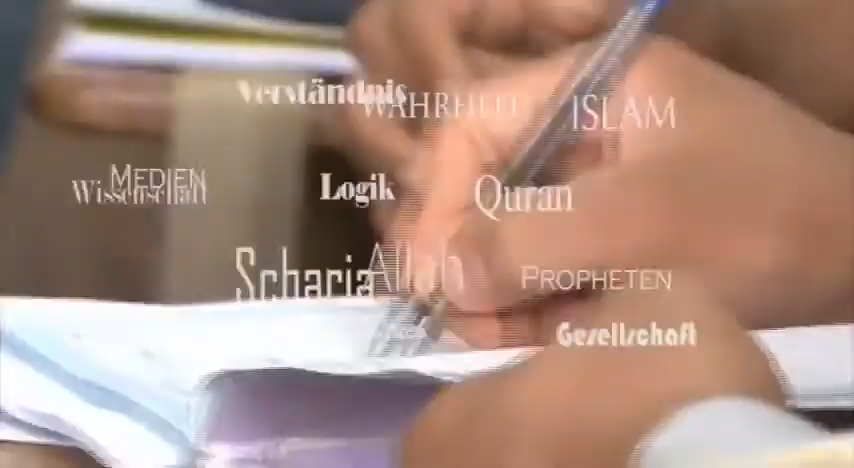 Verständnis
WAHRHEIT
ISLAM
MEDIEN
Wissenschaft
Logik
Quran
Scharia
Allah
PROPHETEN
Gesellschaft